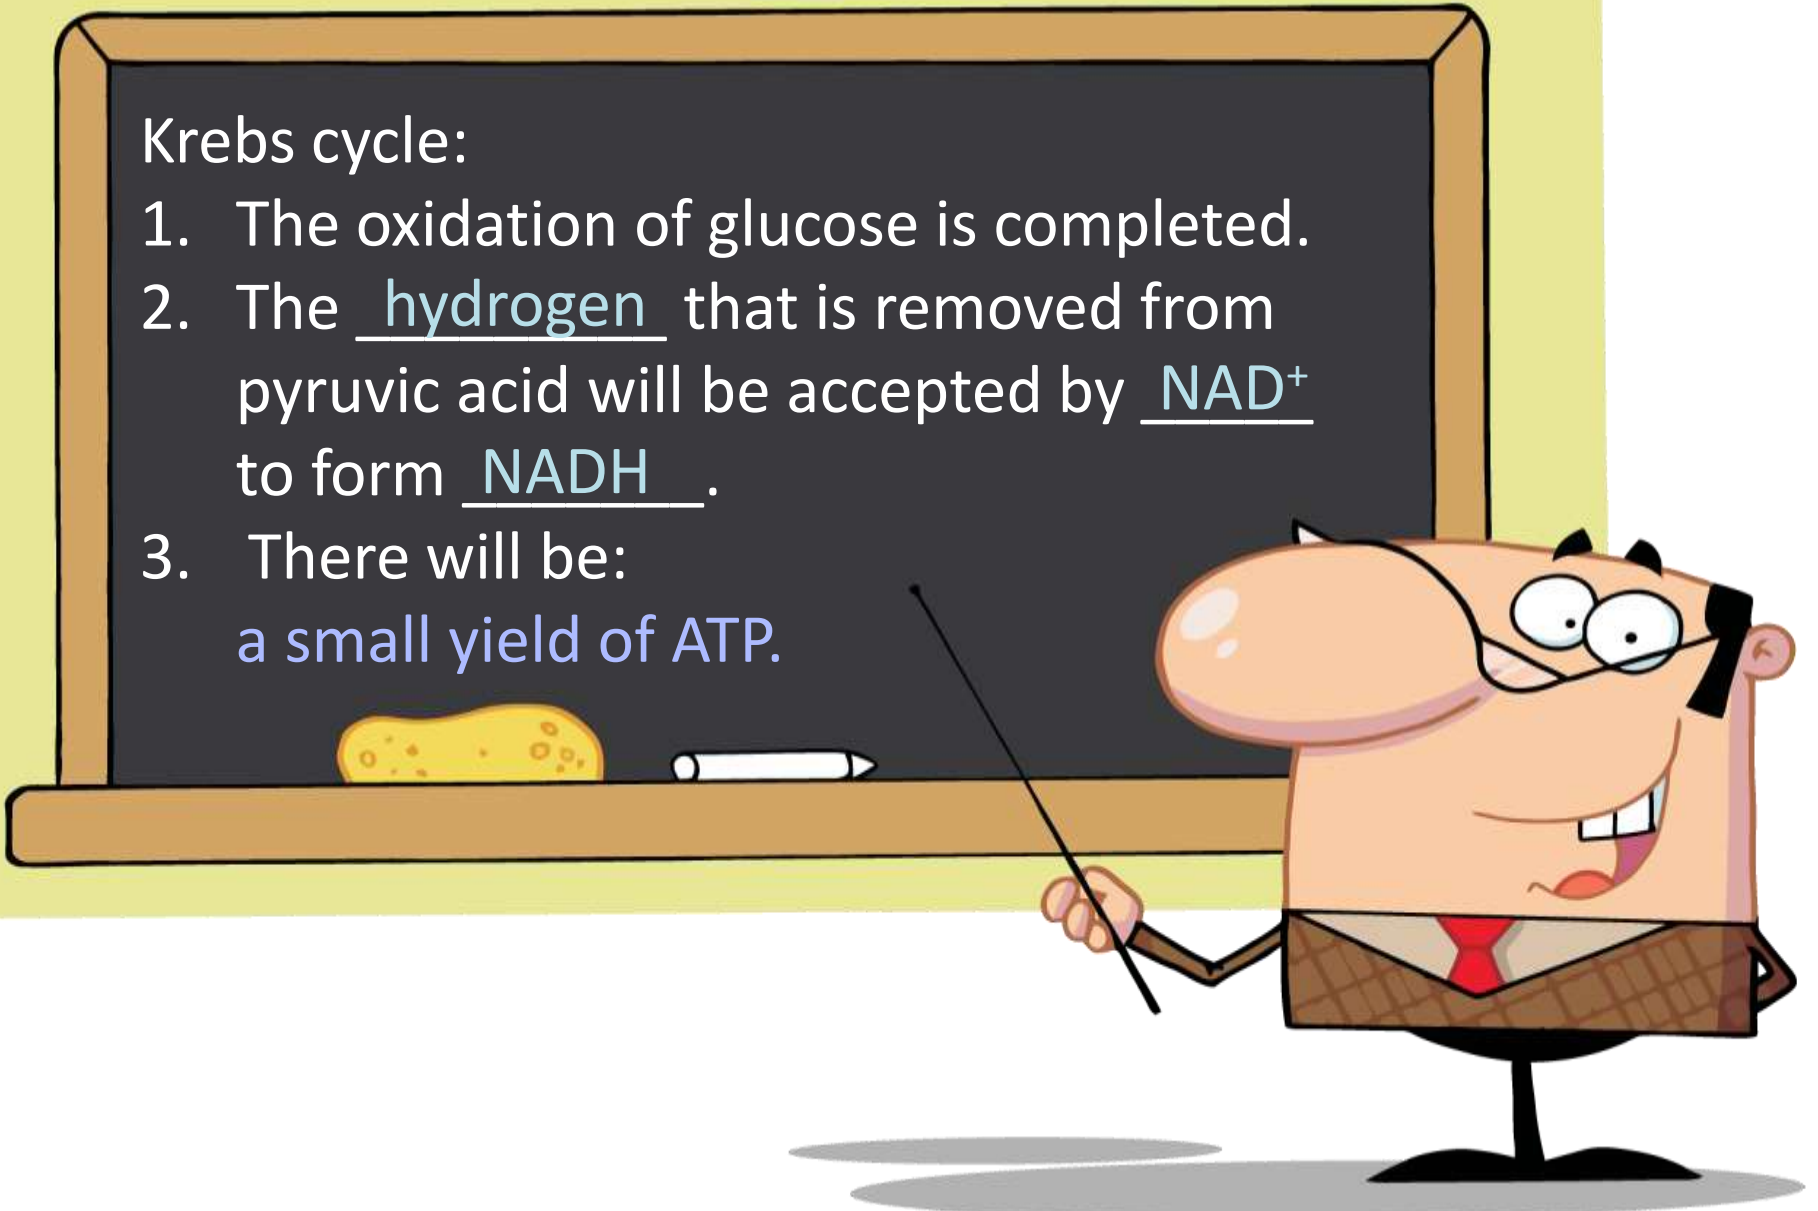 Krebs cycle:
1. The oxidation of glucose is completed.
2. The hydrogen that is removed from
pyruvic acid will be accepted by NAD⁺
to form NADH.
3. There will be:
a small yield of ATP.